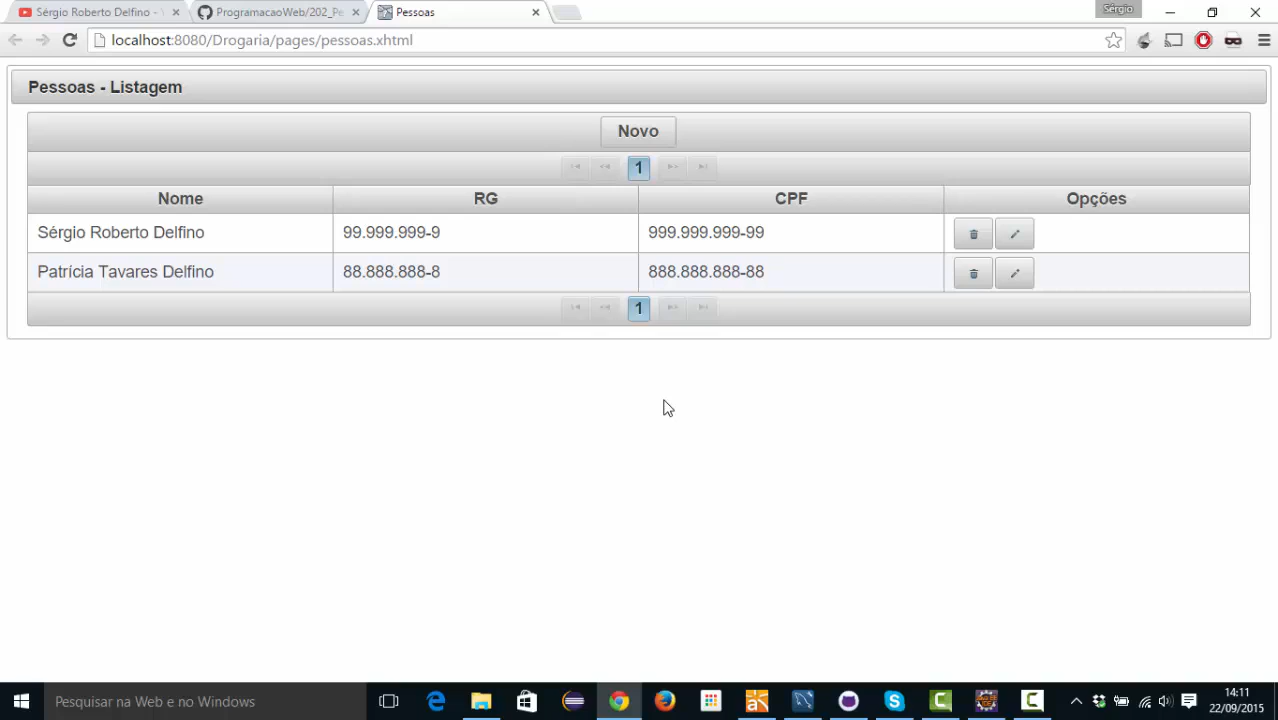 Sérgio Roberto Delfino - Y
ProgramacaoWeb/202_Pe
Pessoas
Sérgio
localhost:8080/Drogaria/pages/pessoas.xhtml
Pessoas - Listagem
Novo
1
Nome RG CPF Opções
Sérgio Roberto Delfino 99.999.999-9 999.999.999-99
Patrícia Tavares Delfino 88.888.888-8 888.888.888-88
1
Pesquisar na Web e no Windows
14:11
22/09/2015